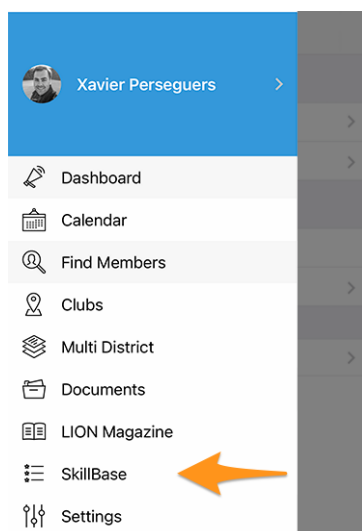 Xavier Perseguers
Dashboard
Calendar
Find Members
Clubs
Multi District
Documents
LION Magazine
SkillBase
Settings